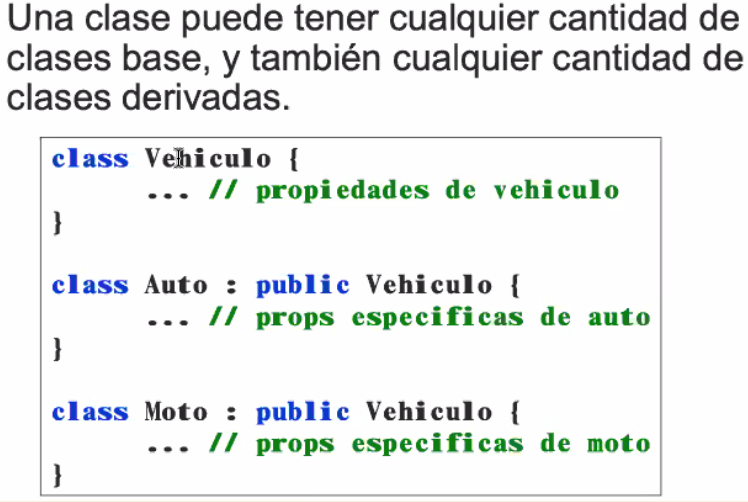 Una clase puede tener cualquier cantidad de
clases base, y también cualquier cantidad de
clases derivadas.
class Vehiculo {
... // propiedades de vehiculo
}
class Auto : public Vehiculo {
... // props especificas de auto
}
class Moto : public Vehiculo {
... // props especificas de moto
}